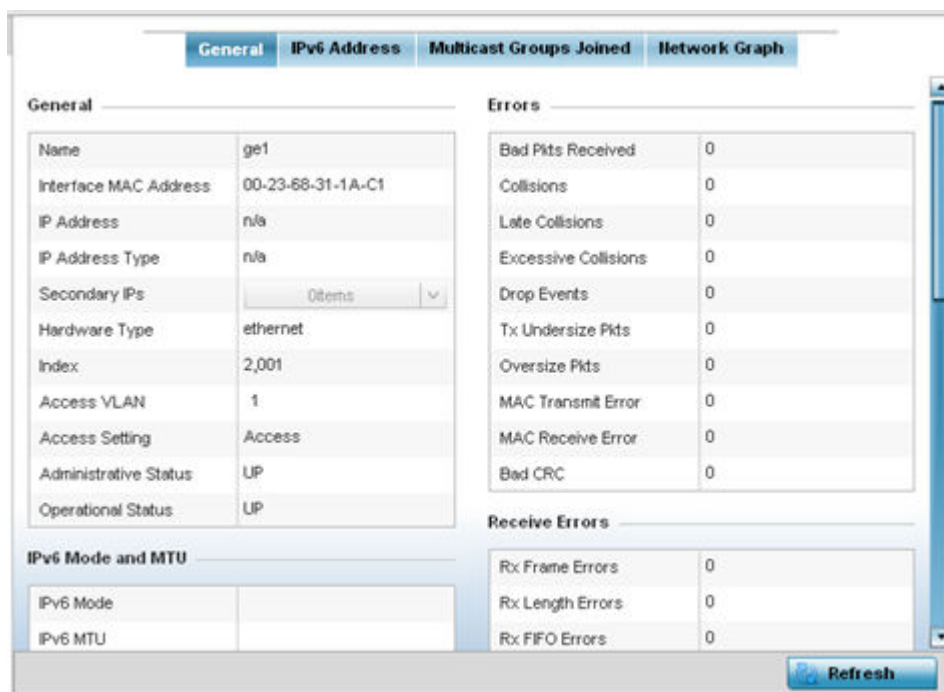 General IPv6 Address Multicast Groups Joined Network Graph
General
Name ge1
Interface MAC Address 00-23-68-31-1A-C1
IP Address n/a
IP Address Type n/a
Secondary IPs 0items
Hardware Type ethernet
Index 2,001
Access VLAN 1
Access Setting Access
Administrative Status UP
Operational Status UP
IPv6 Mode and MTU
IPv6 Mode
IPv6 MTU
Errors
Bad Pkts Received 0
Collisions 0
Late Collisions 0
Excessive Collisions 0
Drop Events 0
Tx Undersize Pkts 0
Oversize Pkts 0
MAC Transmit Error 0
MAC Receive Error 0
Bad CRC 0
Receive Errors
Rx Frame Errors 0
Rx Length Errors 0
Rx FIFO Errors 0
Refresh